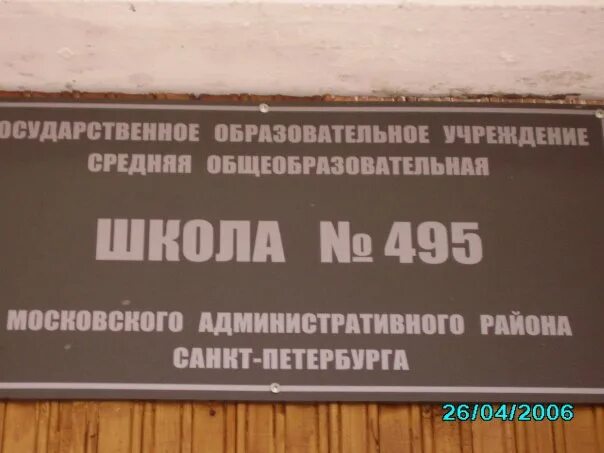 ОСУДАРСТВЕННОЕ ОБРАЗОВАТЕЛЬНОЕ УЧРЕЖДЕНИЕ
СРЕДНЯЯ ОБЩЕОБРАЗОВАТЕЛЬНАЯ
ШКОЛА № 495
МОСКОВСКОГО АДМИНИСТРАТИВНОГО РАЙОНА
САНКТ-ПЕТЕРБУРГА
26/04/2006